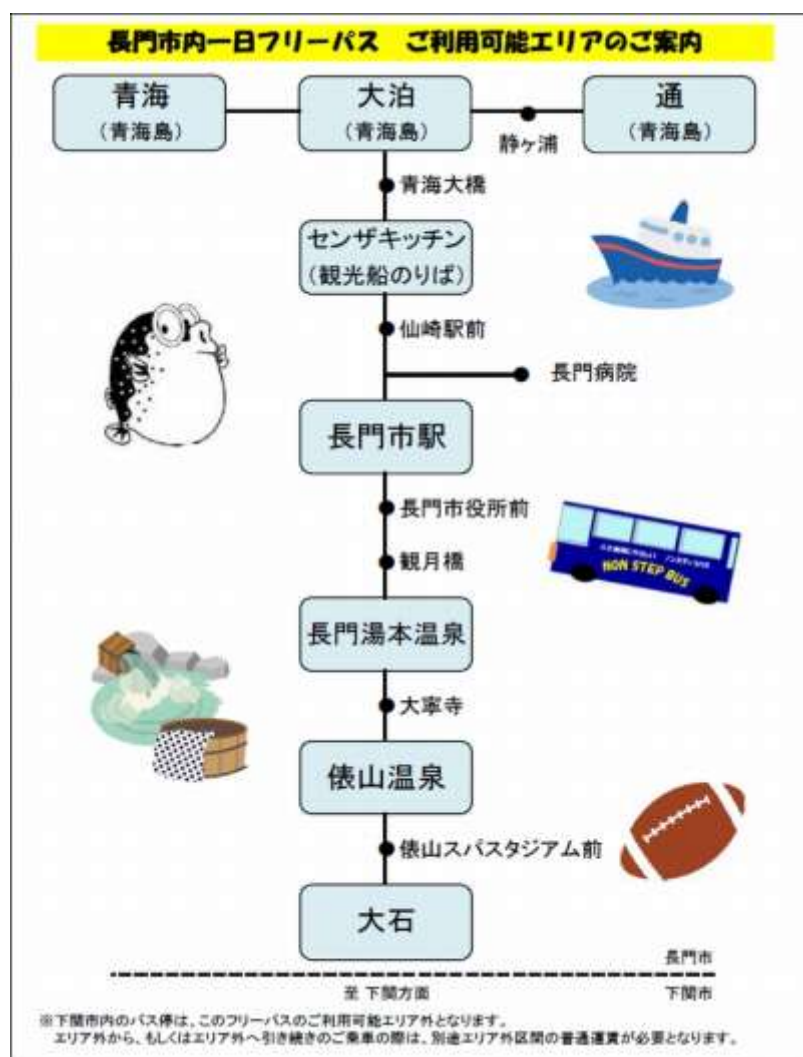 長門市内一日フリーパス　ご利用可能エリアのご案内
青海
（青海島）
大泊
（青海島）
通
（青海島）
静ヶ浦
青海大橋
センザキッチン
（観光船のりば）
仙崎駅前
長門病院
長門市駅
長門市役所前
観月橋
NON STEP BUS
長門湯本温泉
大寧寺
俵山温泉
俵山スパスタジアム前
大石
長門市
至 下関方面
下関市
※下関市内のバス停は、このフリーパスのご利用可能エリア外となります。
エリア外から、もしくはエリア外へ引き続きのご乗車の際は、別途エリア外区間の普通運賃が必要となります。